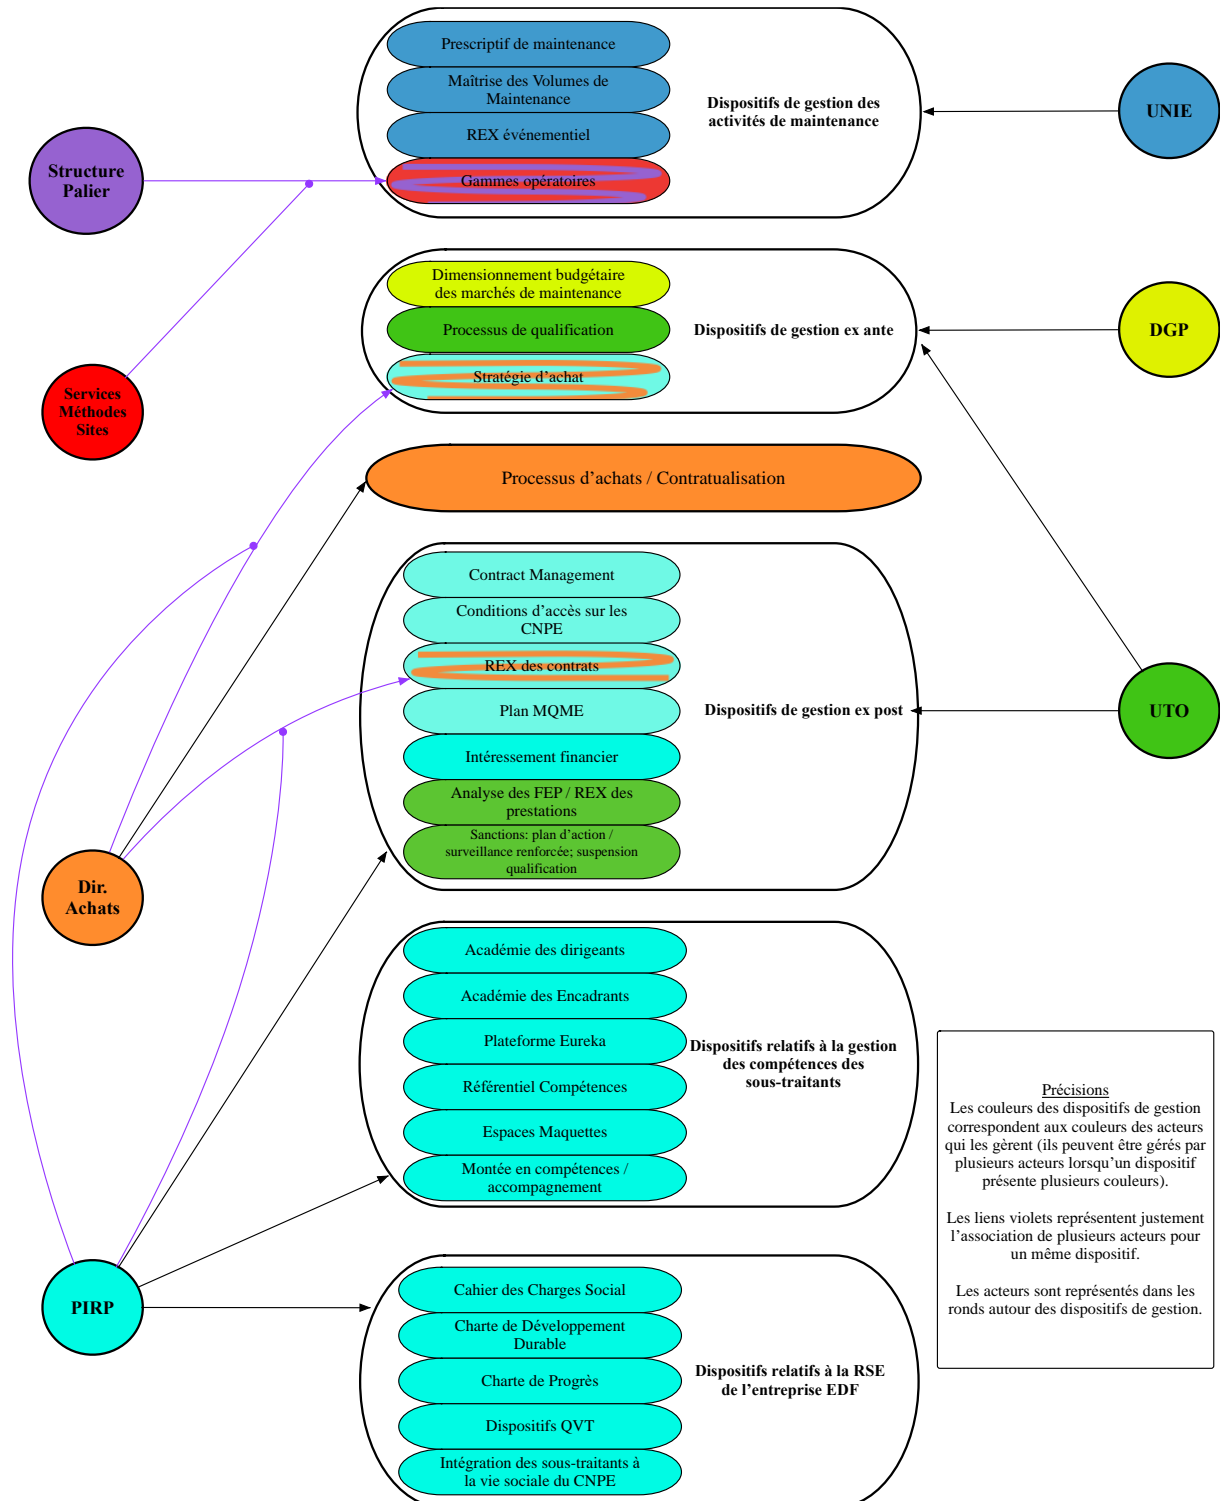 Prescriptif de maintenance
Maîtrise des Volumes de
Maintenance
REX événementiel
Gammes opératoires
Dispositifs de gestion des
activités de maintenance
UNIE
Structure
Palier
Dimensionnement budgétaire
des marchés de maintenance
Processus de qualification
Stratégie d'achat
Dispositifs de gestion ex ante
DGP
Services
Méthodes
Sites
Processus d'achats / Contratualisation
Contract Management
Conditions d'accès sur les
CNPE
REX des contrats
Plan MQME
Intéressement financier
Analyse des FEP / REX des
prestations
Sanctions: plan d'action /
surveillance renforcée; suspension
qualification
Dispositifs de gestion ex post
UTO
Dir.
Achats
Académie des dirigeants
Académie des Encadrants
Plateforme Eureka
Référentiel Compétences
Espaces Maquettes
Montée en compétences /
accompagnement
Dispositifs relatifs à la gestion
des compétences des
sous-traitants
PIRP
Cahier des Charges Social
Charte de Développement
Durable
Charte de Progrès
Dispositifs QVT
Intégration des sous-traitants à
la vie sociale du CNPE
Dispositifs relatifs à la RSE
de l'entreprise EDF
Précisions
Les couleurs des dispositifs de gestion
correspondent aux couleurs des acteurs
qui les gèrent (ils peuvent être gérés par
plusieurs acteurs lorsqu'un dispositif
présente plusieurs couleurs).
Les liens violets représentent justement
l'association de plusieurs acteurs pour
un même dispositif.
Les acteurs sont représentés dans les
ronds autour des dispositifs de gestion.